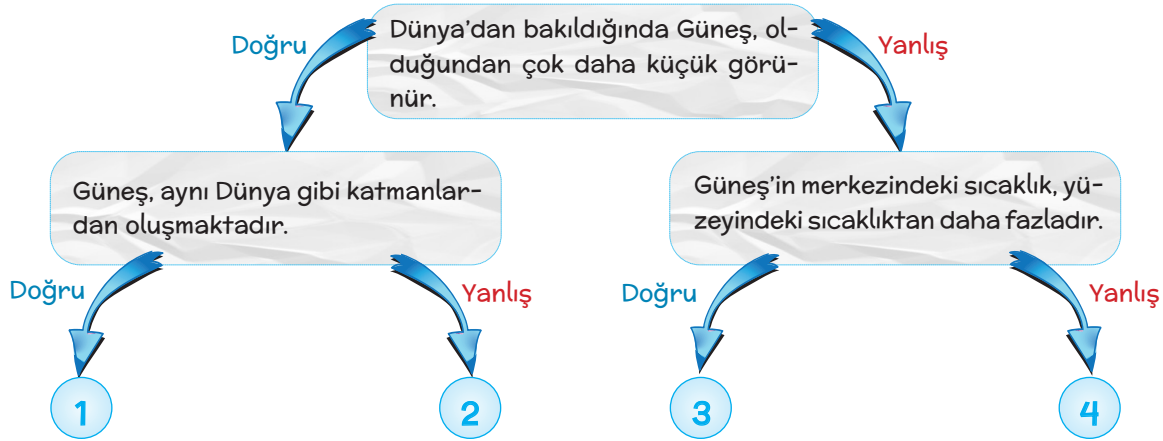 Doğru
Dünya'dan bakıldığında Güneş, ol-
duğundan çok daha küçük görü-
nür.
Yanlış
Güneş, aynı Dünya gibi katmanlar-
dan oluşmaktadır.
Güneş'in merkezindeki sıcaklık, yü-
zeyindeki sıcaklıktan daha fazladır.
Doğru
Yanlış
Doğru
Yanlış
1
2
3
4